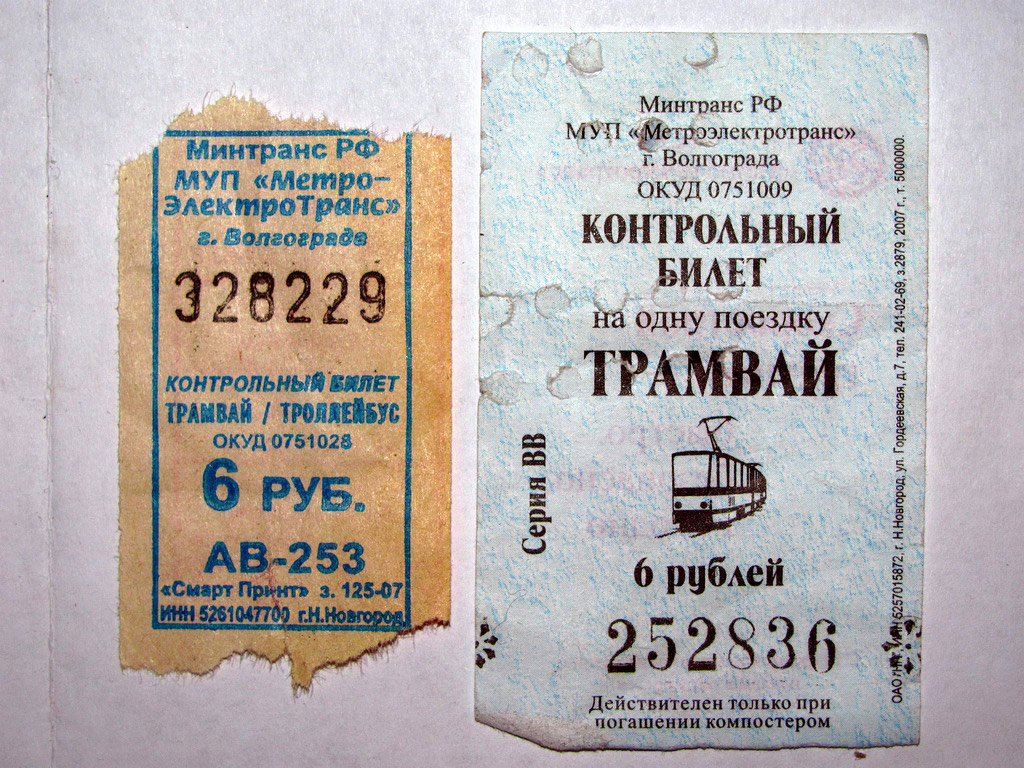 Минтранс РФ
МУП «Метро-
ЭлектроТранс»
г. Волгограда
328229
КОНТРОЛЬНЫЙ БИЛЕТ
ТРАМВАЙ / ТРОЛЛЕЙБУС
ОКУД 0751028
6 РУБ.
АВ-253
«Смарт Принт» з. 125-07
ИНН 5261047700 г.Н.Новгород
Минтранс РФ
МУП «Метроэлектротранс»
г. Волгограда
ОКУД 0751009
КОНТРОЛЬНЫЙ
БИЛЕТ
на одну поездку
ТРАМВАЙ
Серия ВВ
6 рублей
252836
Действителен только при
погашении компостером
ОАО ИНН 5257015872, г. Н.Новгород, ул. Гордеевская, д.7, тел. 241-02-69, з.2879, 2007 г., т. 5000000.